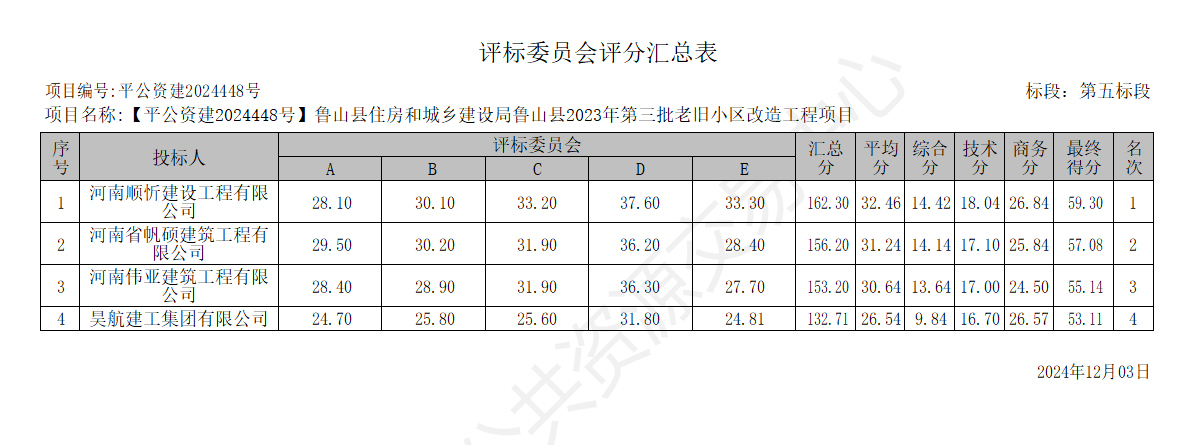 评标委员会评分汇总表
项目编号:平公资建2024448号 标段：第五标段
项目名称:【平公资建2024448号】鲁山县住房和城乡建设局鲁山县2023年第三批老旧小区改造工程项目
序号 投标人 评标委员会 汇总分 平均分 综合分 技术分 商务分 最终得分 名次
A B C D E
1 河南顺忻建设工程有限公司 28.10 30.10 33.20 37.60 33.30 162.30 32.46 14.42 18.04 26.84 59.30 1
2 河南省帆硕建筑工程有限公司 29.50 30.20 31.90 36.20 28.40 156.20 31.24 14.14 17.10 25.84 57.08 2
3 河南伟亚建筑工程有限公司 28.40 28.90 31.90 36.30 27.70 153.20 30.64 13.64 17.00 24.50 55.14 3
4 昊航建工集团有限公司 24.70 25.80 25.60 31.80 24.81 132.71 26.54 9.84 16.70 26.57 53.11 4
2024年12月03日
公共资源交易中心